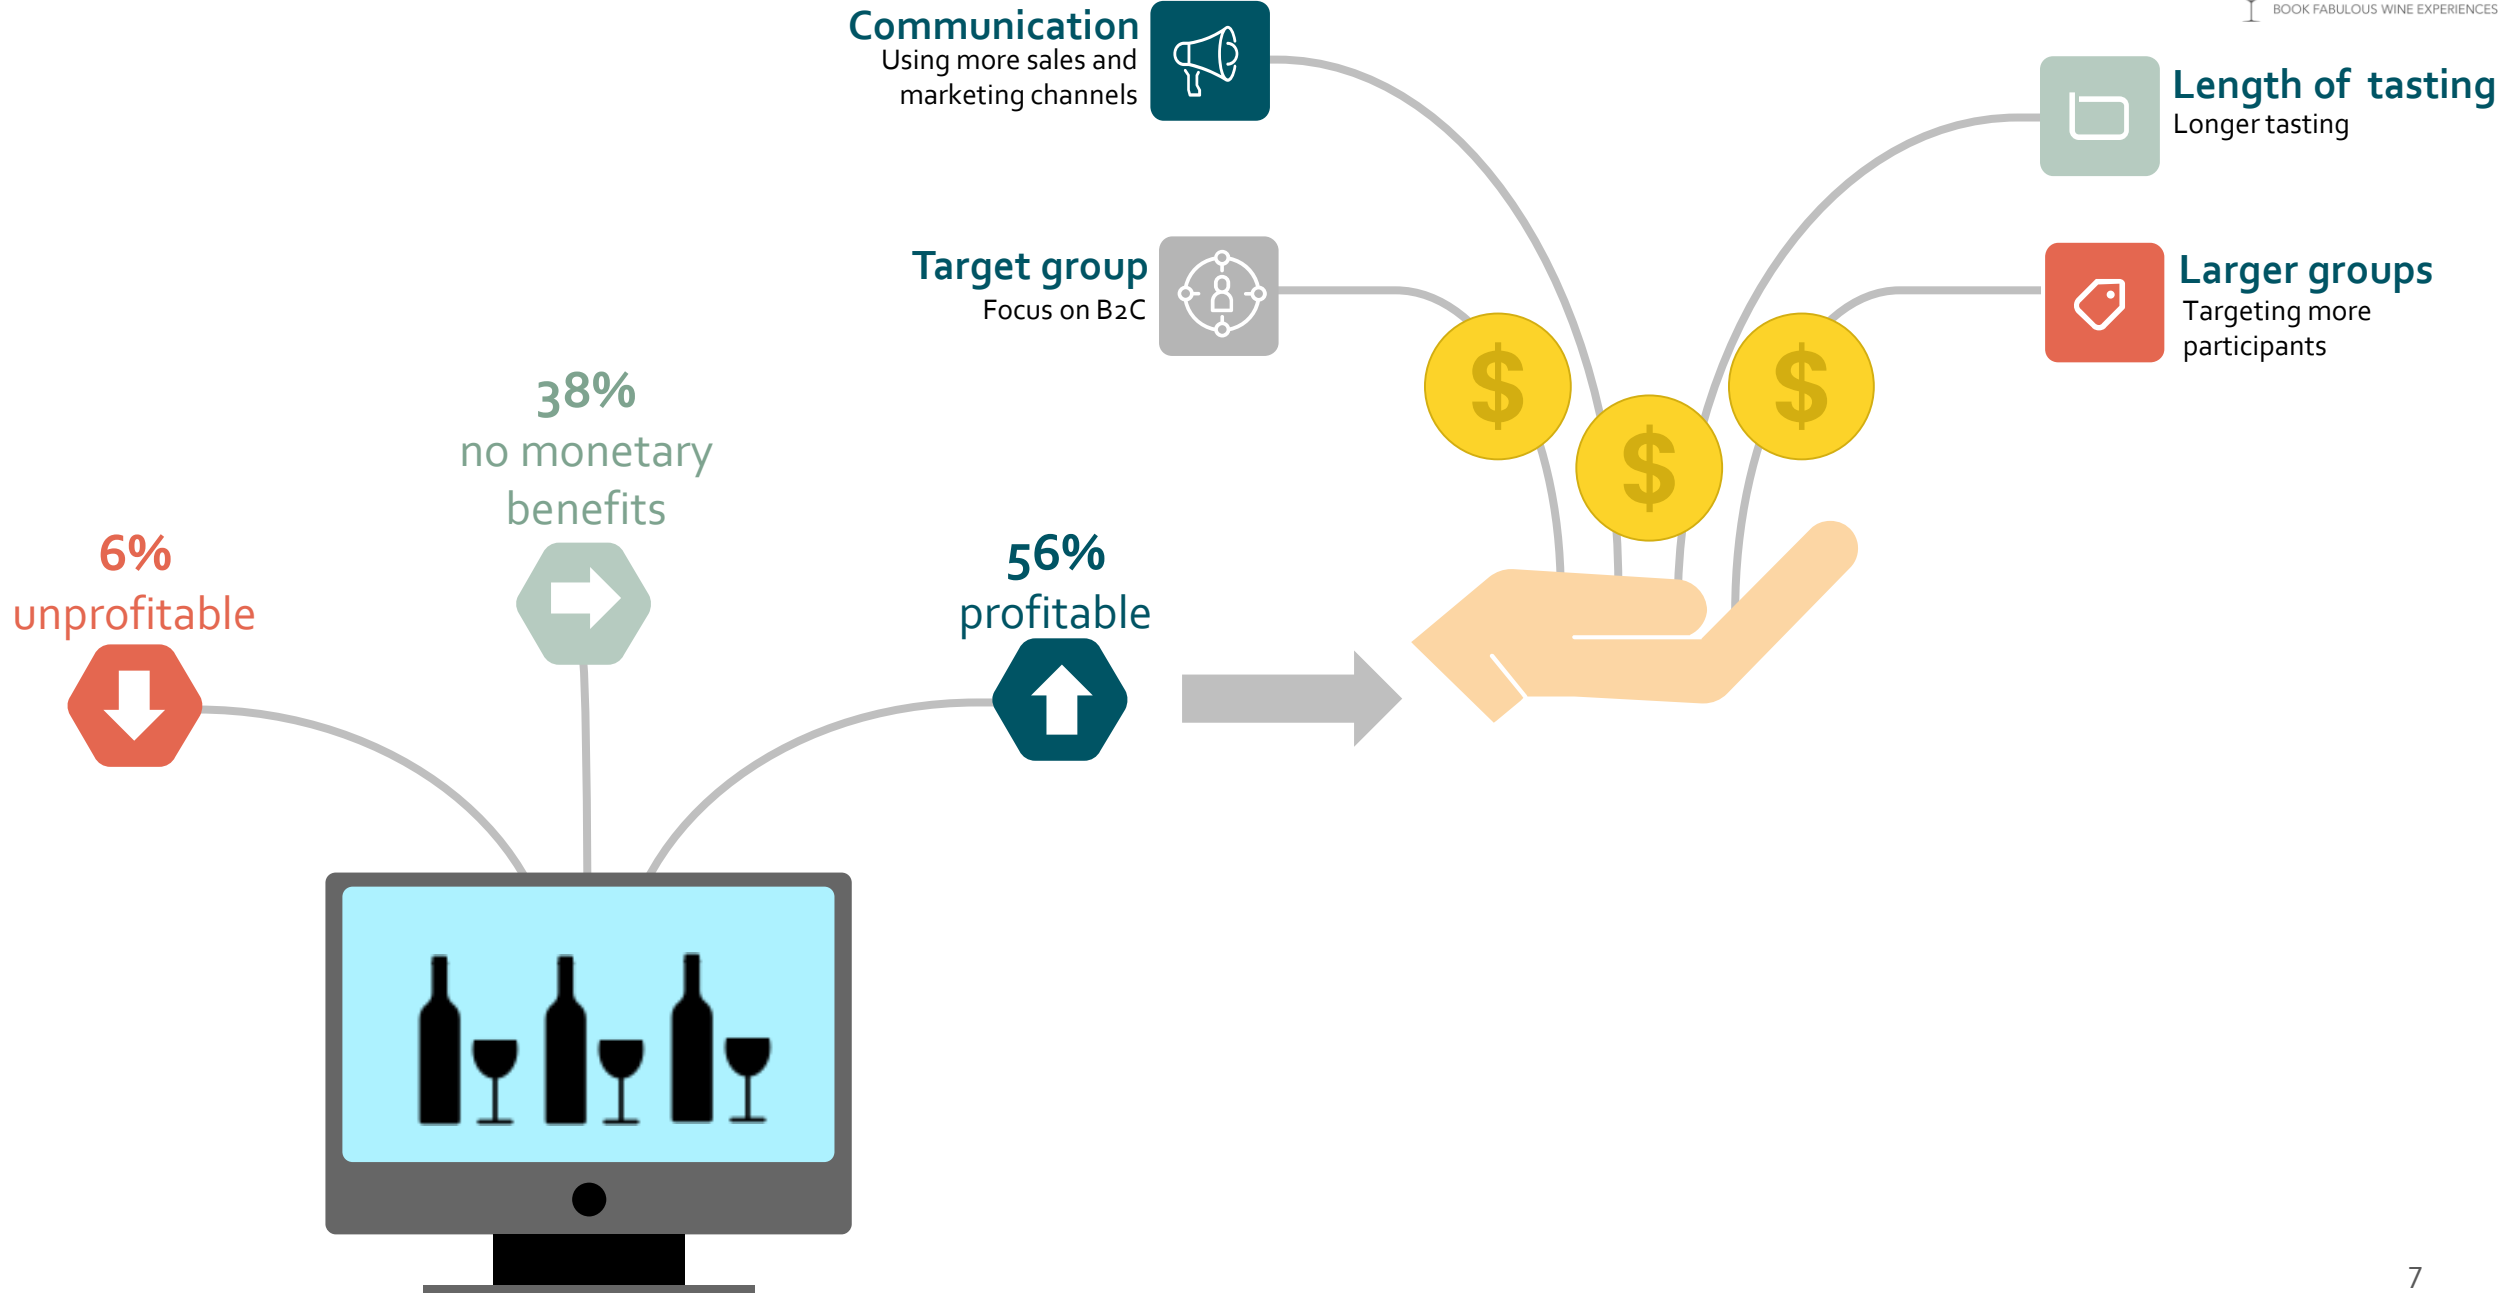 BOOK FABULOUS WINE EXPERIENCES
Communication
Using more sales and
marketing channels
Length of tasting
Longer tasting
Target group
Focus on B2C
Larger groups
Targeting more
participants
38%
no monetary
benefits
6%
unprofitable
56%
profitable
$
$
$
7